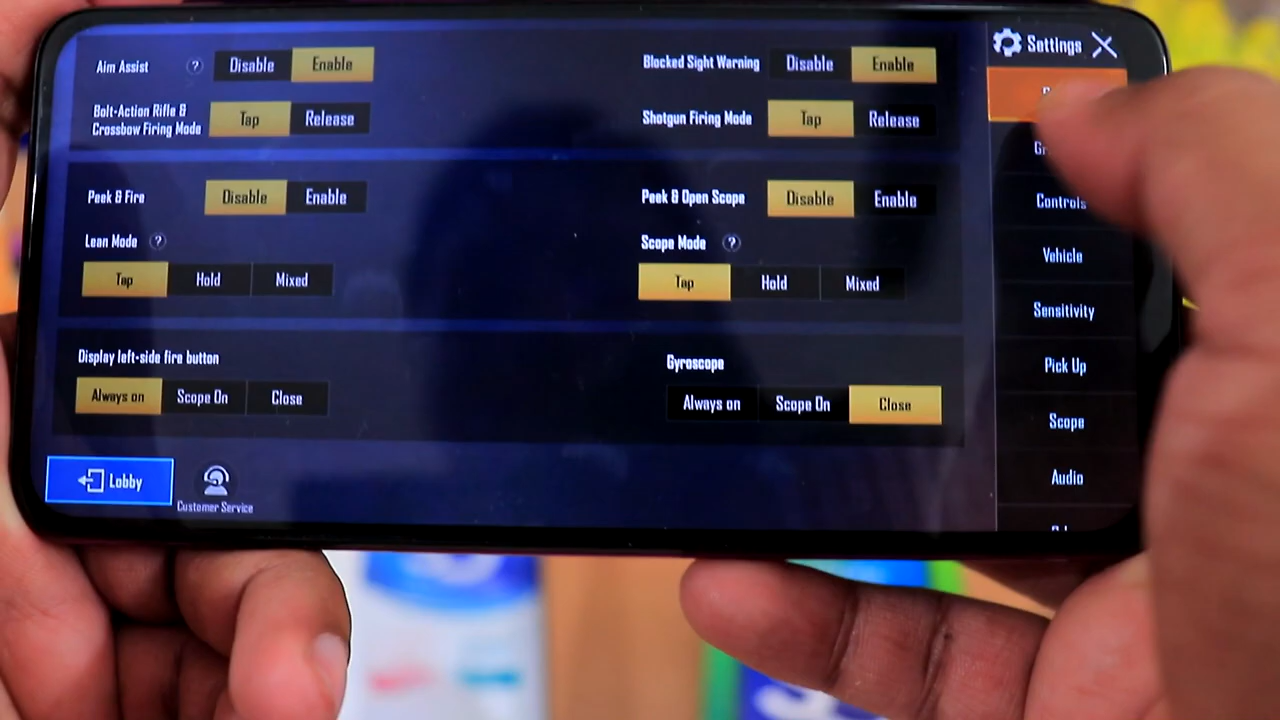 Aim Assist ? Disable Enable
Blocked Sight Warning Disable Enable
Bolt-Action Rifle &
Crossbow Firing Mode Tap Release
Shotgun Firing Mode Tap Release
Peek & Fire Disable Enable
Peek & Open Scope Disable Enable
Lean Mode ?
Tap Hold Mixed
Scope Mode ?
Tap Hold Mixed
Display left-side fire button
Always on Scope On Close
Gyroscope
Always on Scope On Close
Lobby
Customer Service
Settings
Controls
Vehicle
Sensitivity
Pick Up
Scope
Audio